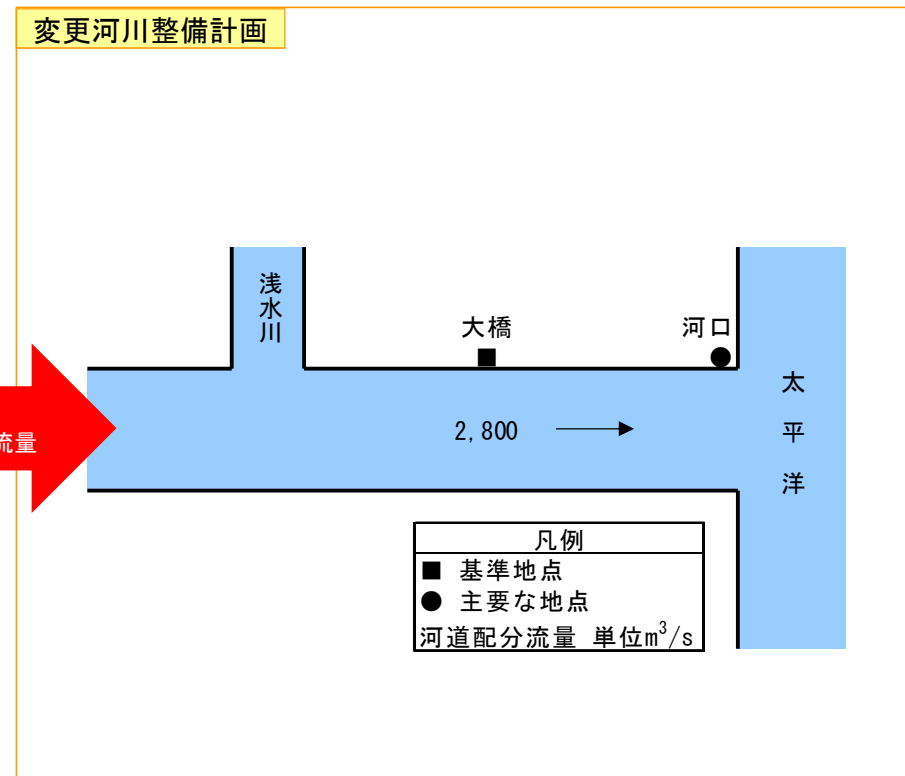 変更河川整備計画
浅水川
大橋
河口
流量
2,800
太平洋
凡例
■ 基準地点
● 主要な地点
河道配分流量 単位m³/s